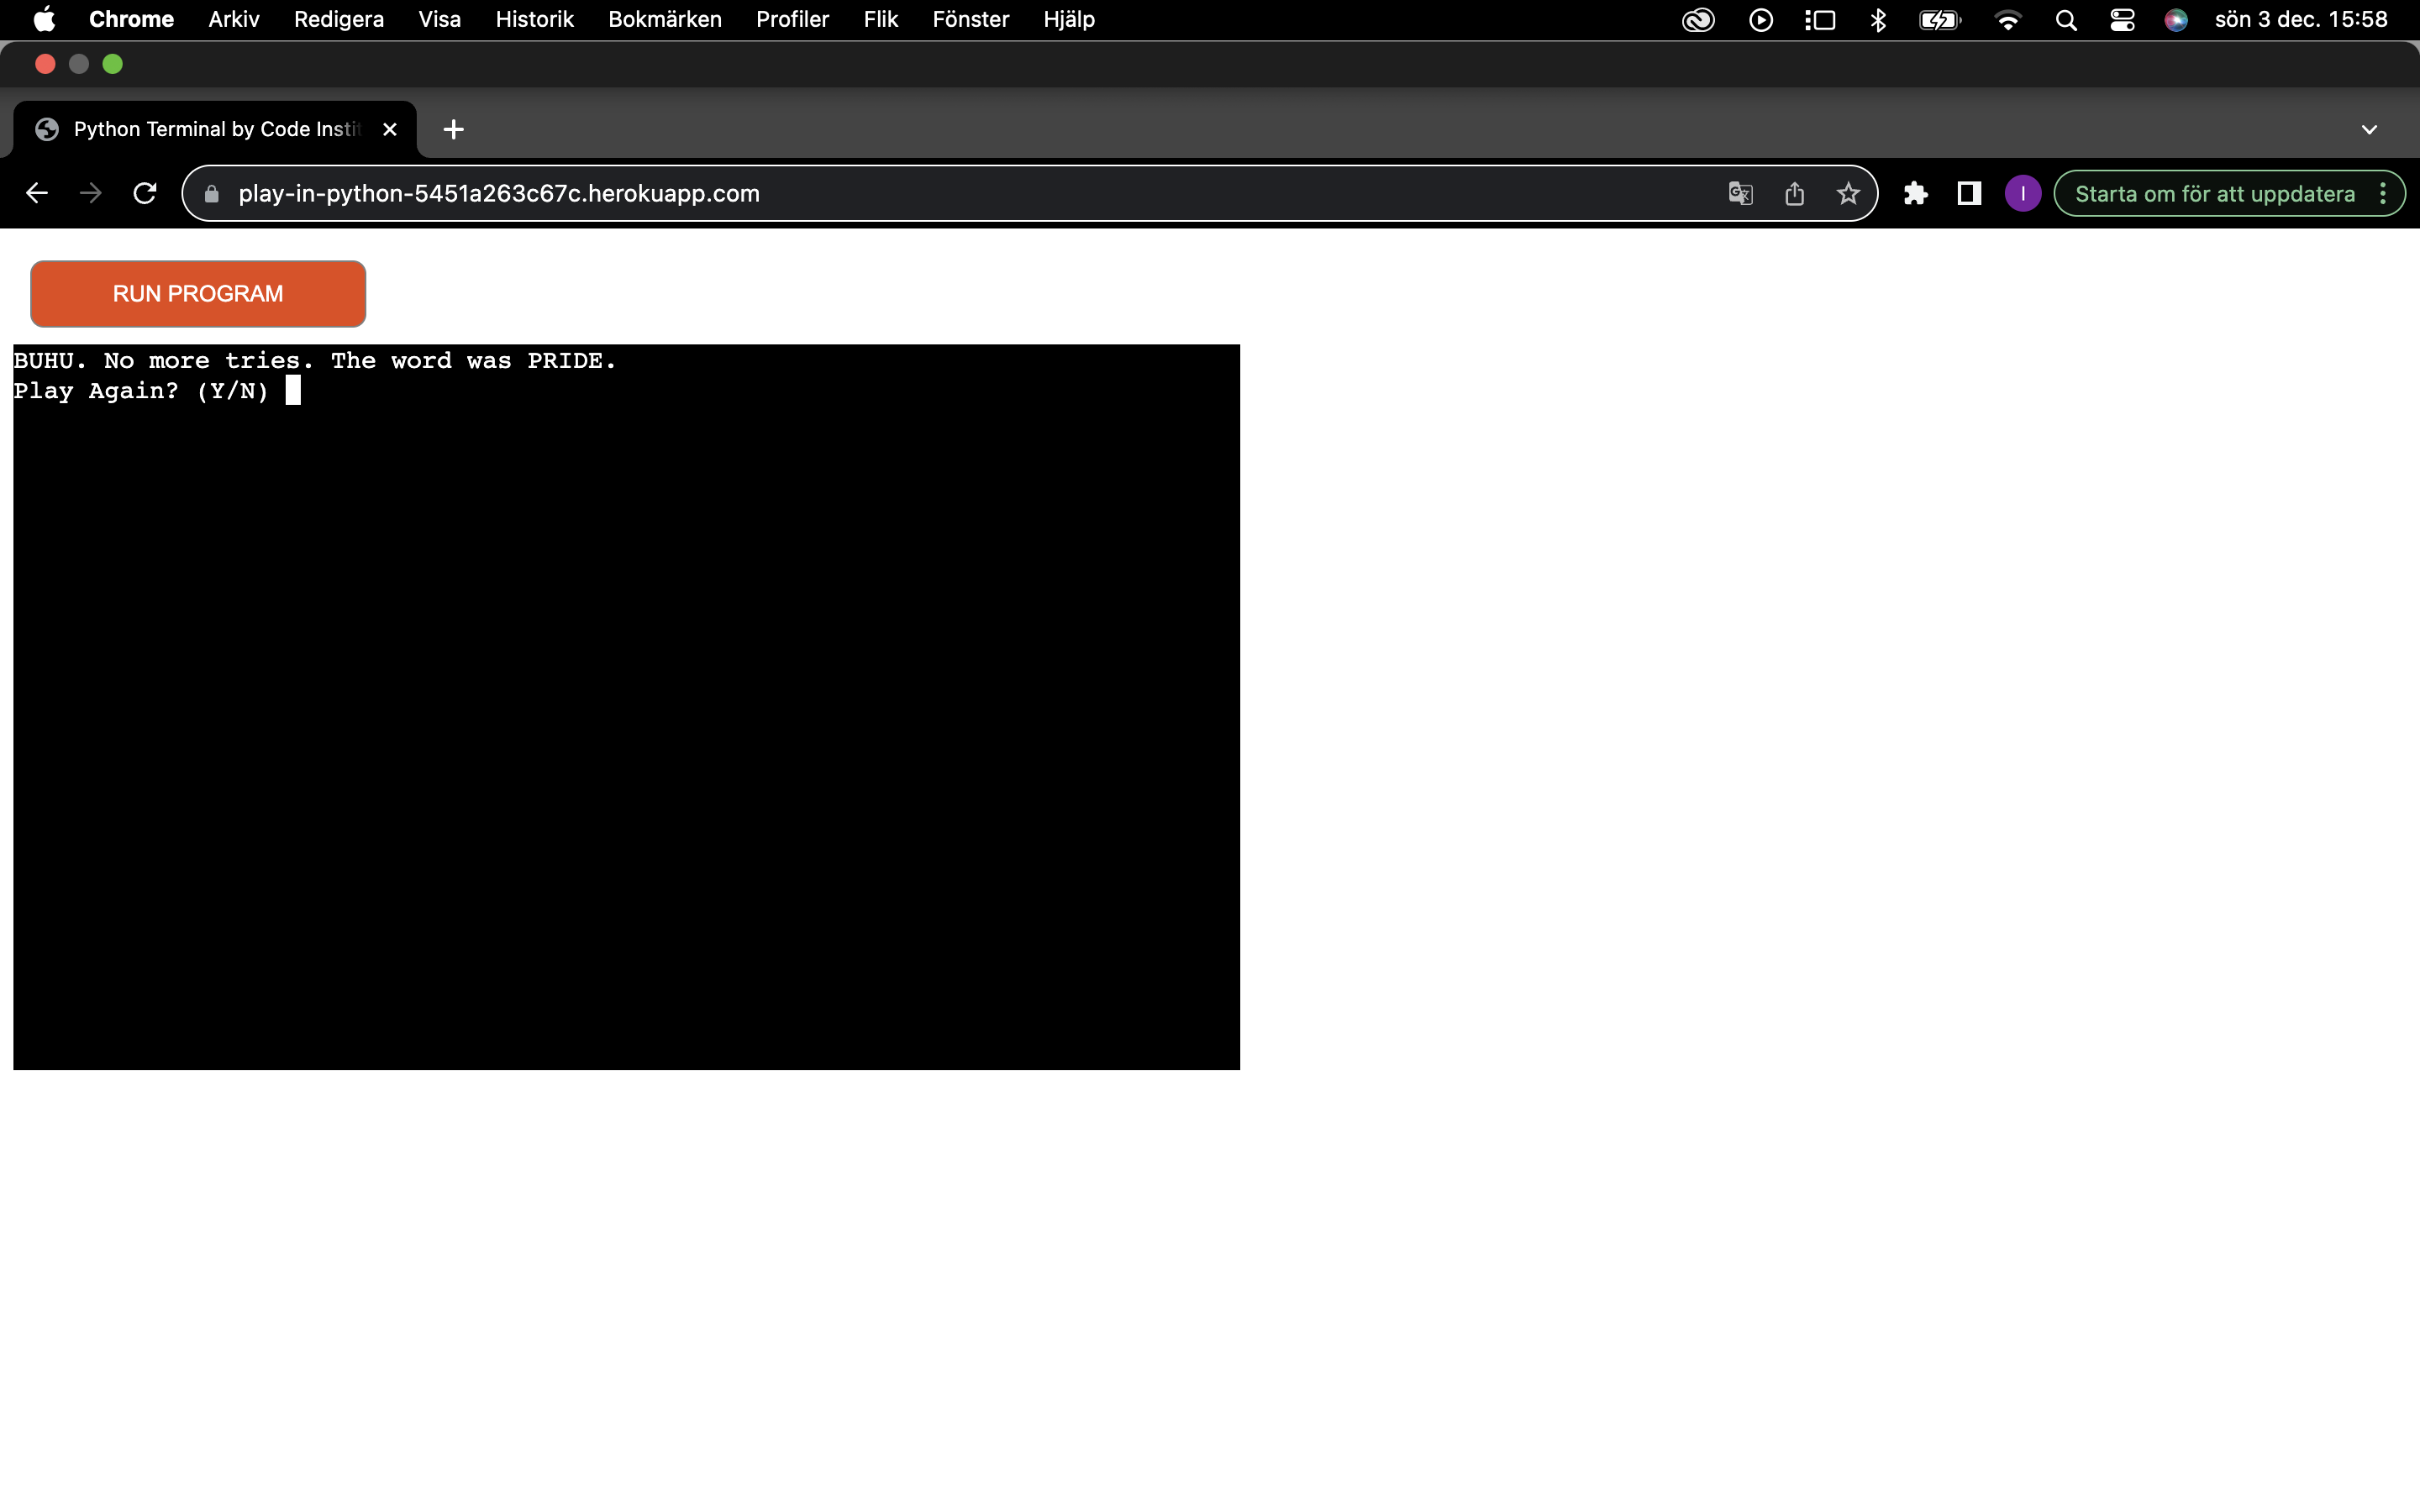 Chrome Arkiv Redigera Visa Historik Bokmärken Profiler Flik Fönster Hjälp sön 3 dec. 15:58
Python Terminal by Code Instit
play-in-python-5451a263c67c.herokuapp.com I Starta om för att uppdatera
RUN PROGRAM
BUHU. No more tries. The word was PRIDE.
Play Again? (Y/N)